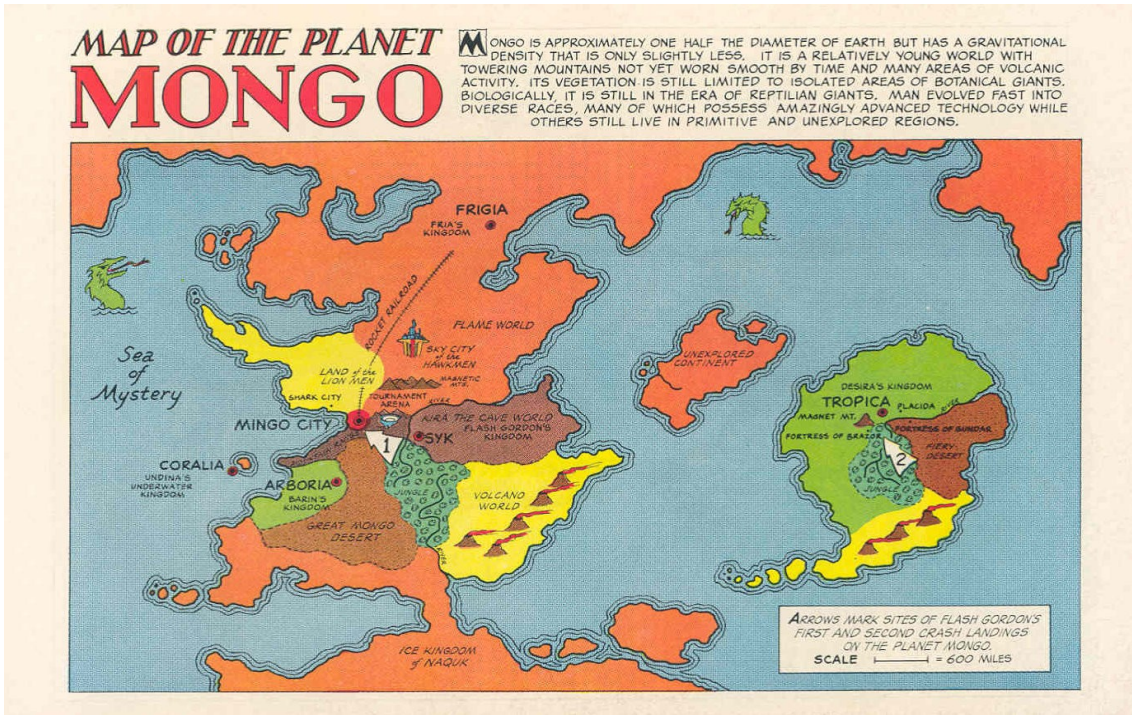 MAP OF THE PLANET
MONGO
MONGO IS APPROXIMATELY ONE HALF THE DIAMETER OF EARTH BUT HAS A GRAVITATIONAL
DENSITY THAT IS ONLY SLIGHTLY LESS. IT IS A RELATIVELY YOUNG WORLD WITH
TOWERING MOUNTAINS NOT YET WORN SMOOTH BY TIME AND MANY AREAS OF VOLCANIC
ACTIVITY. ITS VEGETATION IS STILL LIMITED TO ISOLATED AREAS OF BOTANICAL GIANTS.
BIOLOGICALLY, IT IS STILL IN THE ERA OF REPTILIAN GIANTS. MAN EVOLVED FAST INTO
DIVERSE RACES, MANY OF WHICH POSSESS AMAZINGLY ADVANCED TECHNOLOGY WHILE
OTHERS STILL LIVE IN PRIMITIVE AND UNEXPLORED REGIONS.
FRIGIA
FRIA'S
KINGDOM
ROCKET RAILROAD
FLAME WORLD
SKY CITY
of the
HAWKMEN
Sea
of
Mystery
LAND of the
LION MEN
MAGNETIC
MTS.
SHARK CITY
TOURNAMENT
ARENA
RIVER
MINGO CITY
KIRA THE CAVE WORLD
FLASH GORDON'S
KINGDOM
SYK
1
RIVER
CORALIA
UNDINA'S
UNDERWATER
KINGDOM
ARBORIA
BARIN'S
KINGDOM
JUNGLE
VOLCANO
WORLD
GREAT MONGO
DESERT
RIVER
ICE KINGDOM
of NAQUK
UNEXPLORED
CONTINENT
DESIRA'S KINGDOM
TROPICA
PLACIDA
RIVER
MAGNET MT.
FORTRESS OF GUNDAR
FORTRESS OF BRAZOR
FIERY
DESERT
2
JUNGLE
ARROWS MARK SITES OF FLASH GORDON'S
FIRST AND SECOND CRASH LANDINGS
ON THE PLANET MONGO.
SCALE = 600 MILES